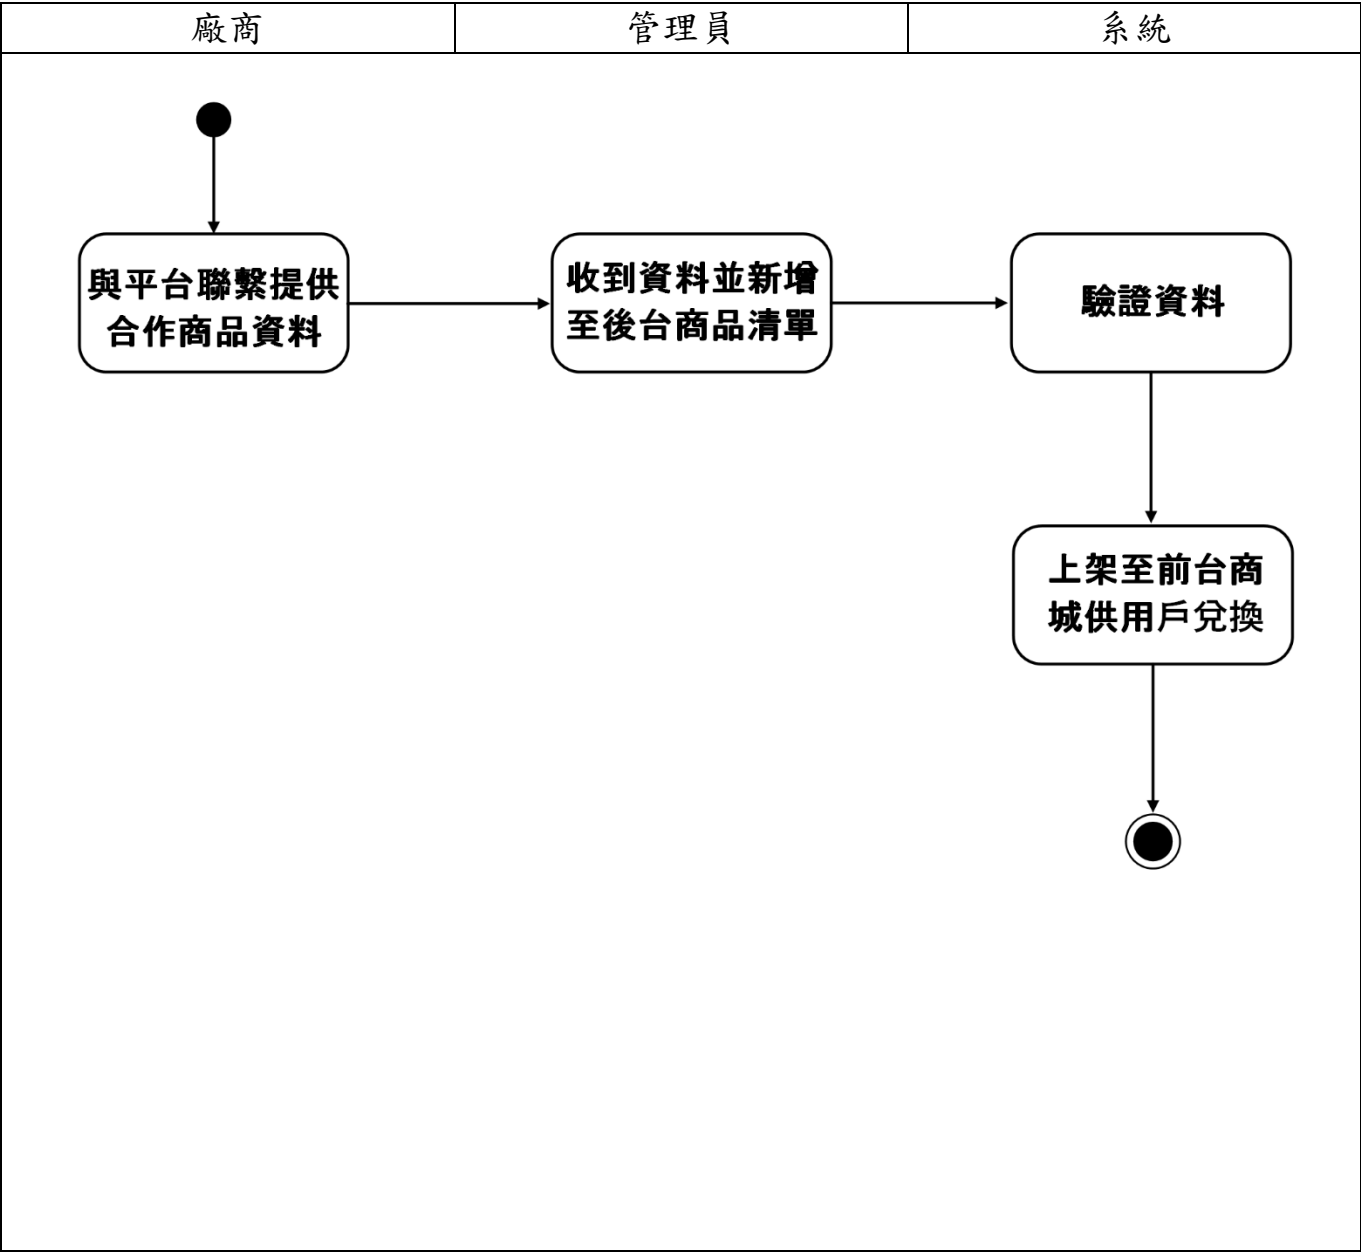 廠商
管理員
系統
與平台聯繫提供
合作商品資料
收到資料並新增
至後台商品清單
驗證資料
上架至前台商
城供用戶兌換